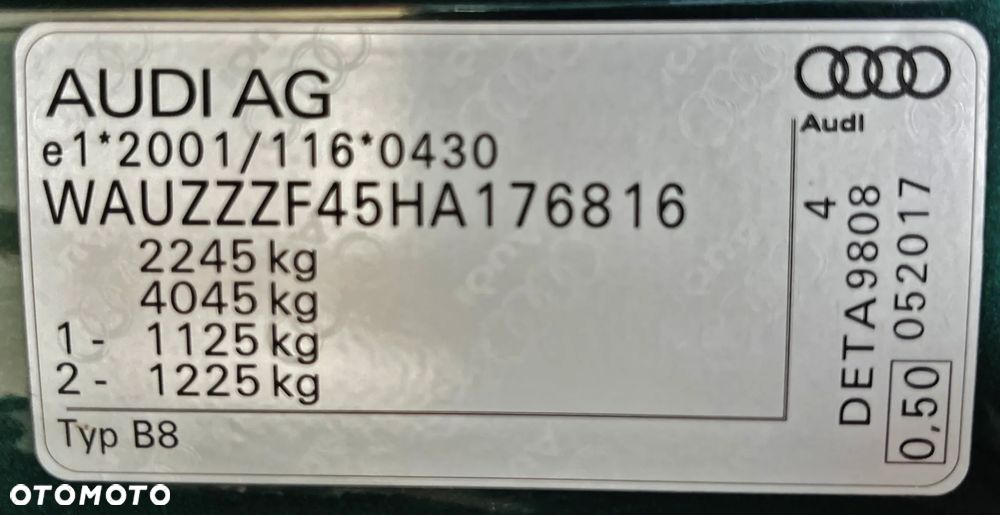 AUDI AG
e1*2001/116*0430
WAUZZZF45HA176816
2245 kg
4045 kg
1 - 1125 kg
2 - 1225 kg
Typ B8
Audi
4
DETA9808
0,50 052017
OTOMOTO